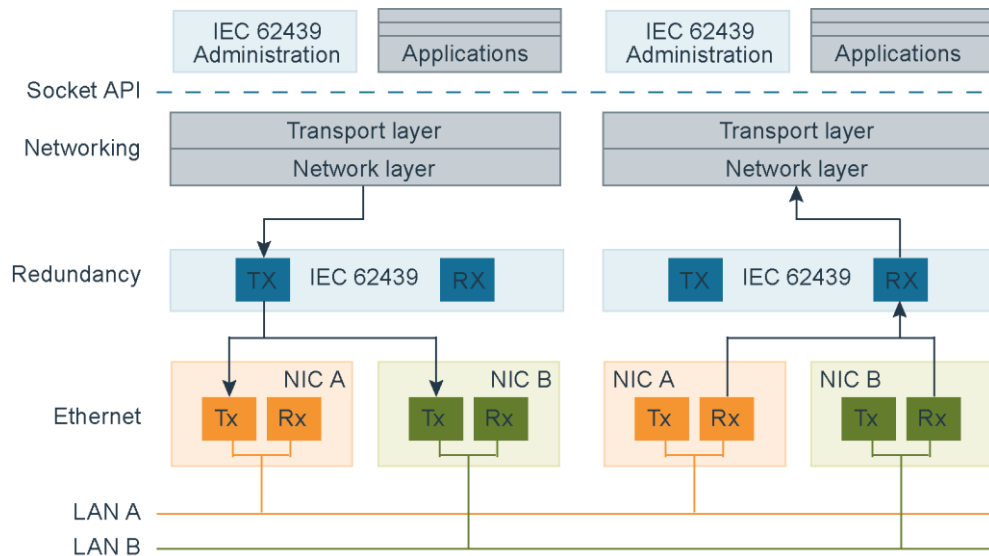 IEC 62439
Administration
Applications
IEC 62439
Administration
Applications
Socket API
Networking
Transport layer
Network layer
Transport layer
Network layer
Redundancy
TX
IEC 62439
RX
TX
IEC 62439
RX
Ethernet
NIC A
Tx
Rx
NIC B
Tx
Rx
NIC A
Tx
Rx
NIC B
Tx
Rx
LAN A
LAN B